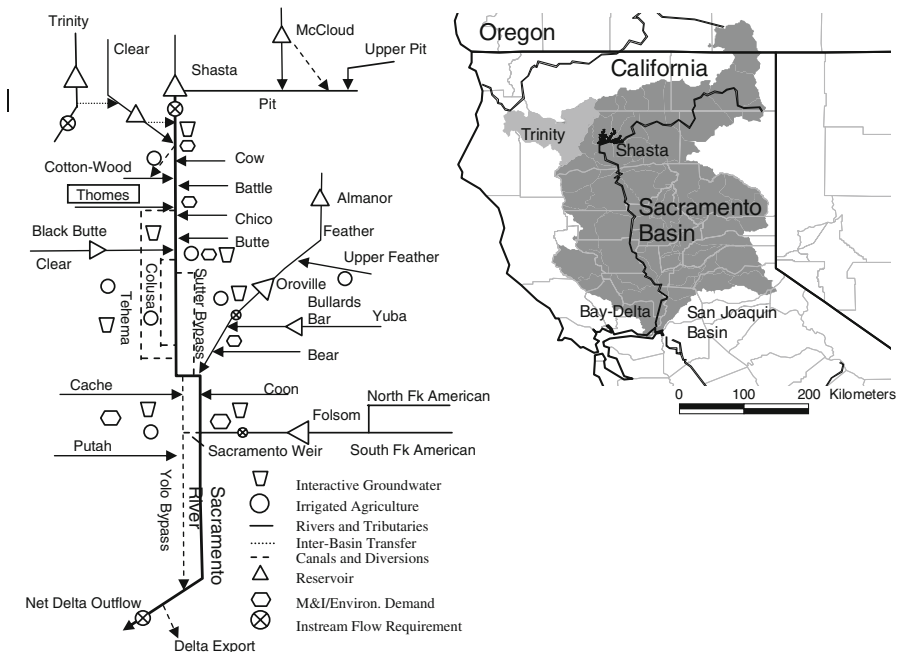 Trinity
Clear
McCloud
Upper Pit
Shasta
Pit
Cow
Cotton-Wood
Battle
Thomes
Chico
Almanor
Butte
Feather
Black Butte
Clear
Upper Feather
Colusa
Tehema
Sutter Bypass
Oroville
Bullards
Bar
Yuba
Bear
Cache
Coon
North Fk American
Folsom
South Fk American
Sacramento Weir
Putah
Yolo Bypass
Sacramento
River
Net Delta Outflow
Delta Export
Interactive Groundwater
Irrigated Agriculture
Rivers and Tributaries
Inter-Basin Transfer
Canals and Diversions
Reservoir
M&I/Environ. Demand
Instream Flow Requirement
Oregon
California
Trinity
Shasta
Sacramento
Basin
Bay-Delta
San Joaquin
Basin
0 100 200 Kilometers